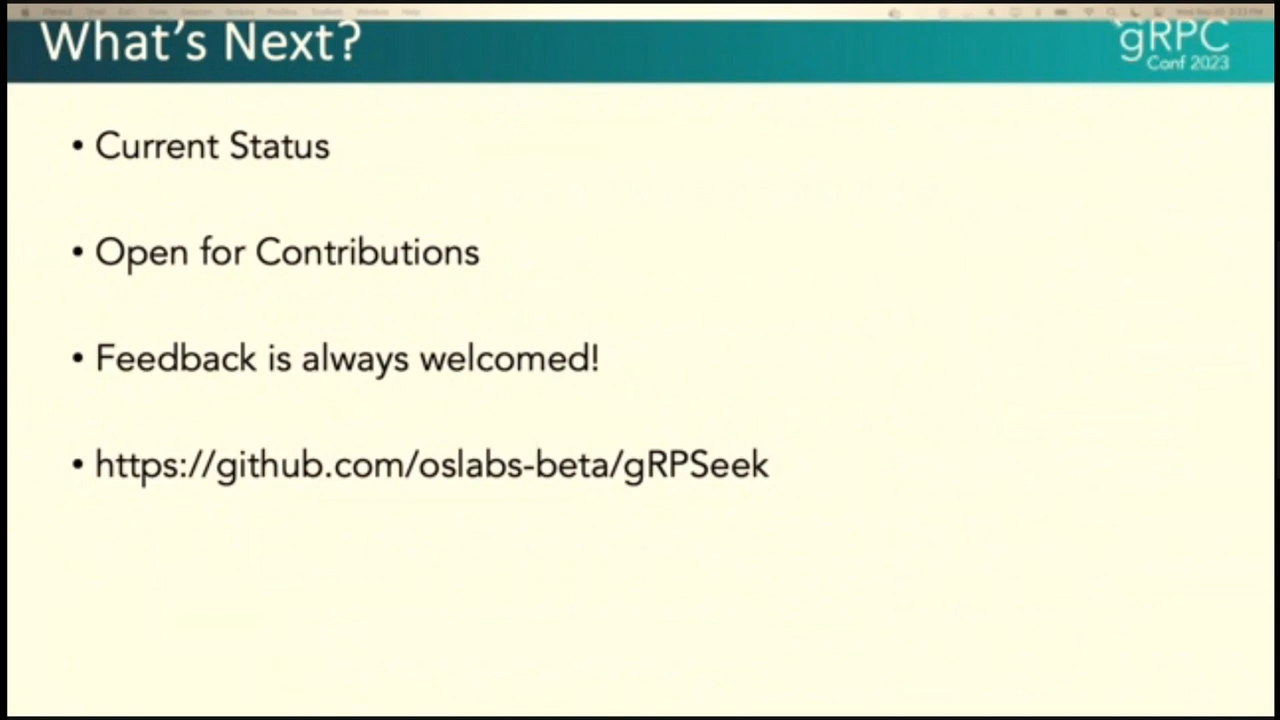 What's Next?
gRPC
Conf 2023
• Current Status
• Open for Contributions
• Feedback is always welcomed!
• https://github.com/oslabs-beta/gRPSeek